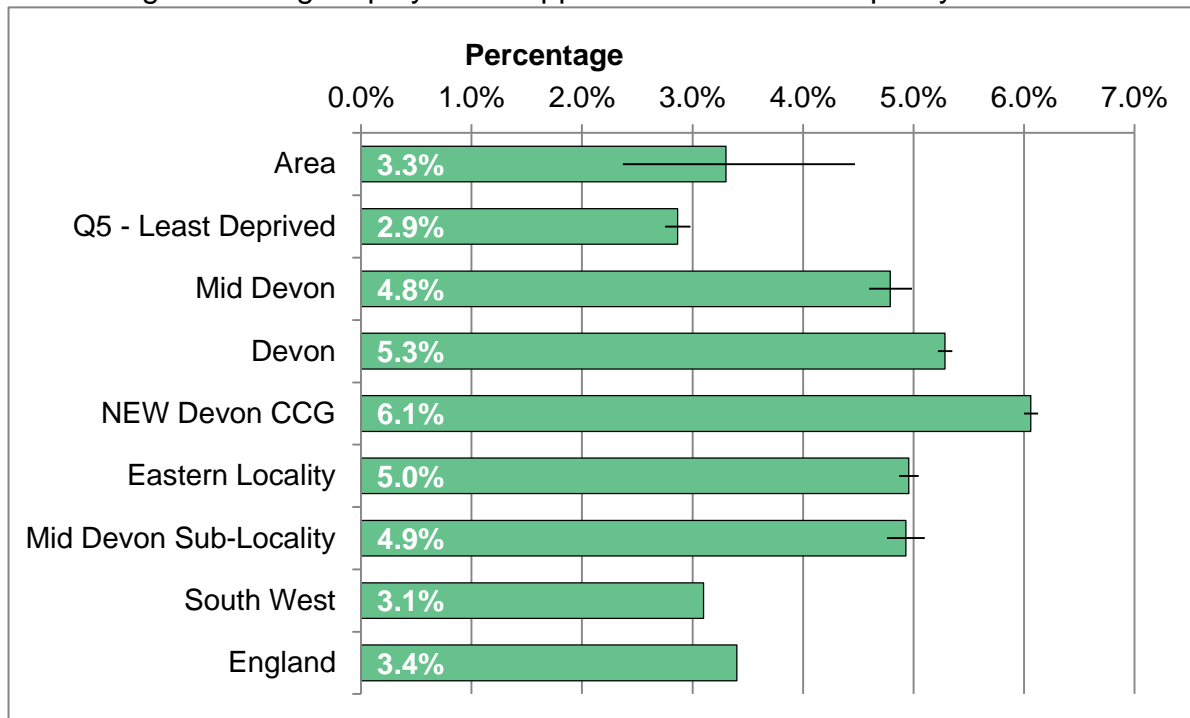 Percentage
0.0% 1.0% 2.0% 3.0% 4.0% 5.0% 6.0% 7.0%
Area 3.3%
Q5 - Least Deprived 2.9%
Mid Devon 4.8%
Devon 5.3%
NEW Devon CCG 6.1%
Eastern Locality 5.0%
Mid Devon Sub-Locality 4.9%
South West 3.1%
England 3.4%